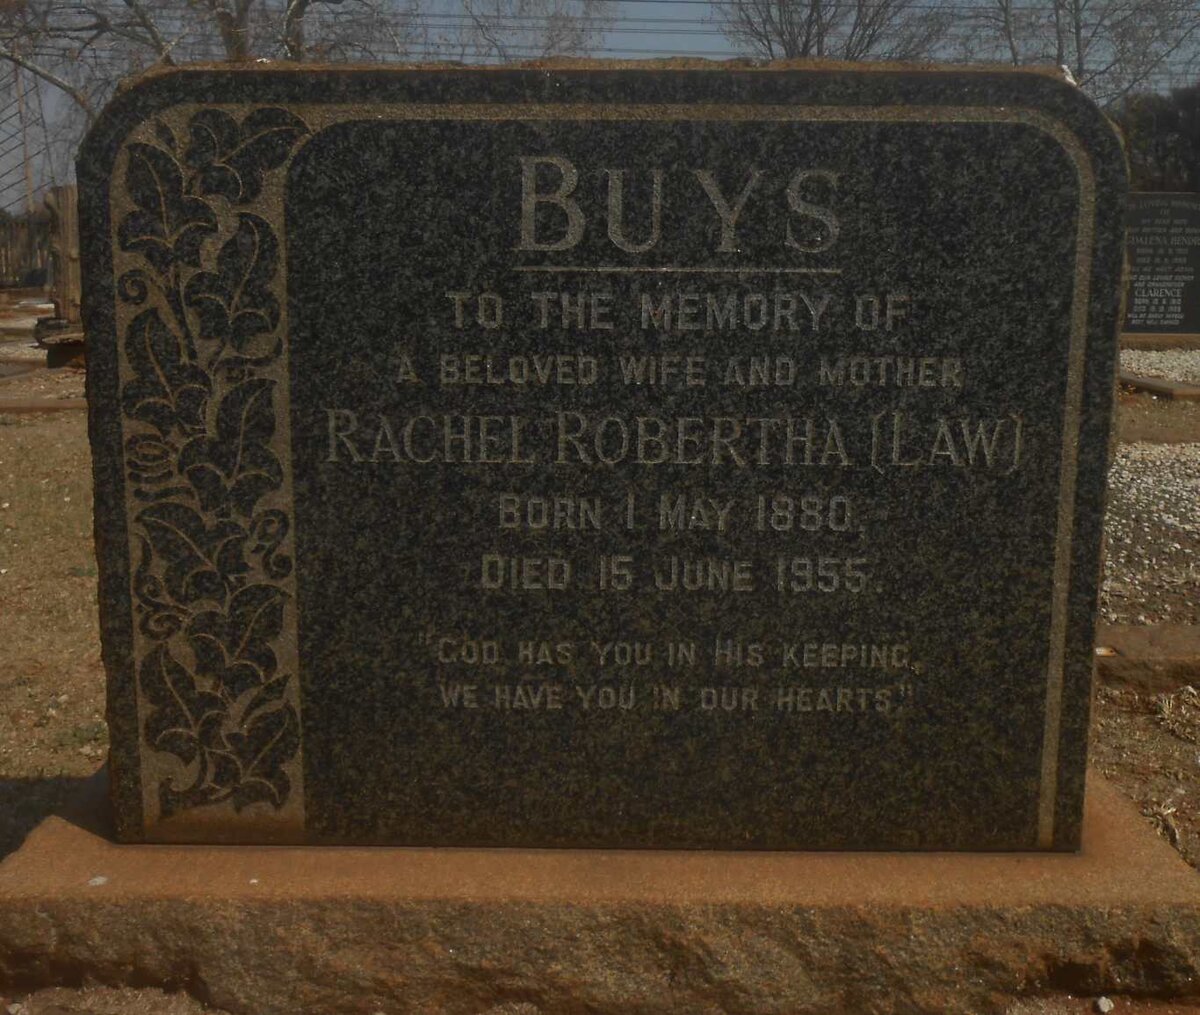 BUYS
TO THE MEMORY OF
A BELOVED WIFE AND MOTHER
RACHEL ROBERTHA (LAW)
BORN 1 MAY 1880,
DIED 15 JUNE 1955.
"GOD HAS YOU IN HIS KEEPING,
WE HAVE YOU IN OUR HEARTS."
CLARENCE